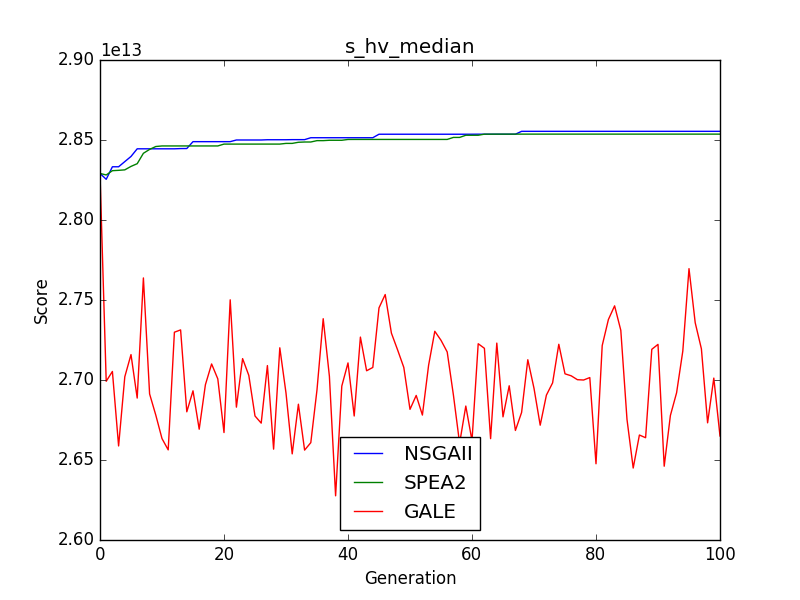 s_hv_median
1e13
2.90
2.85
2.80
2.75
2.70
2.65
2.60
Score
NSGAII
SPEA2
GALE
0 20 40 60 80 100
Generation